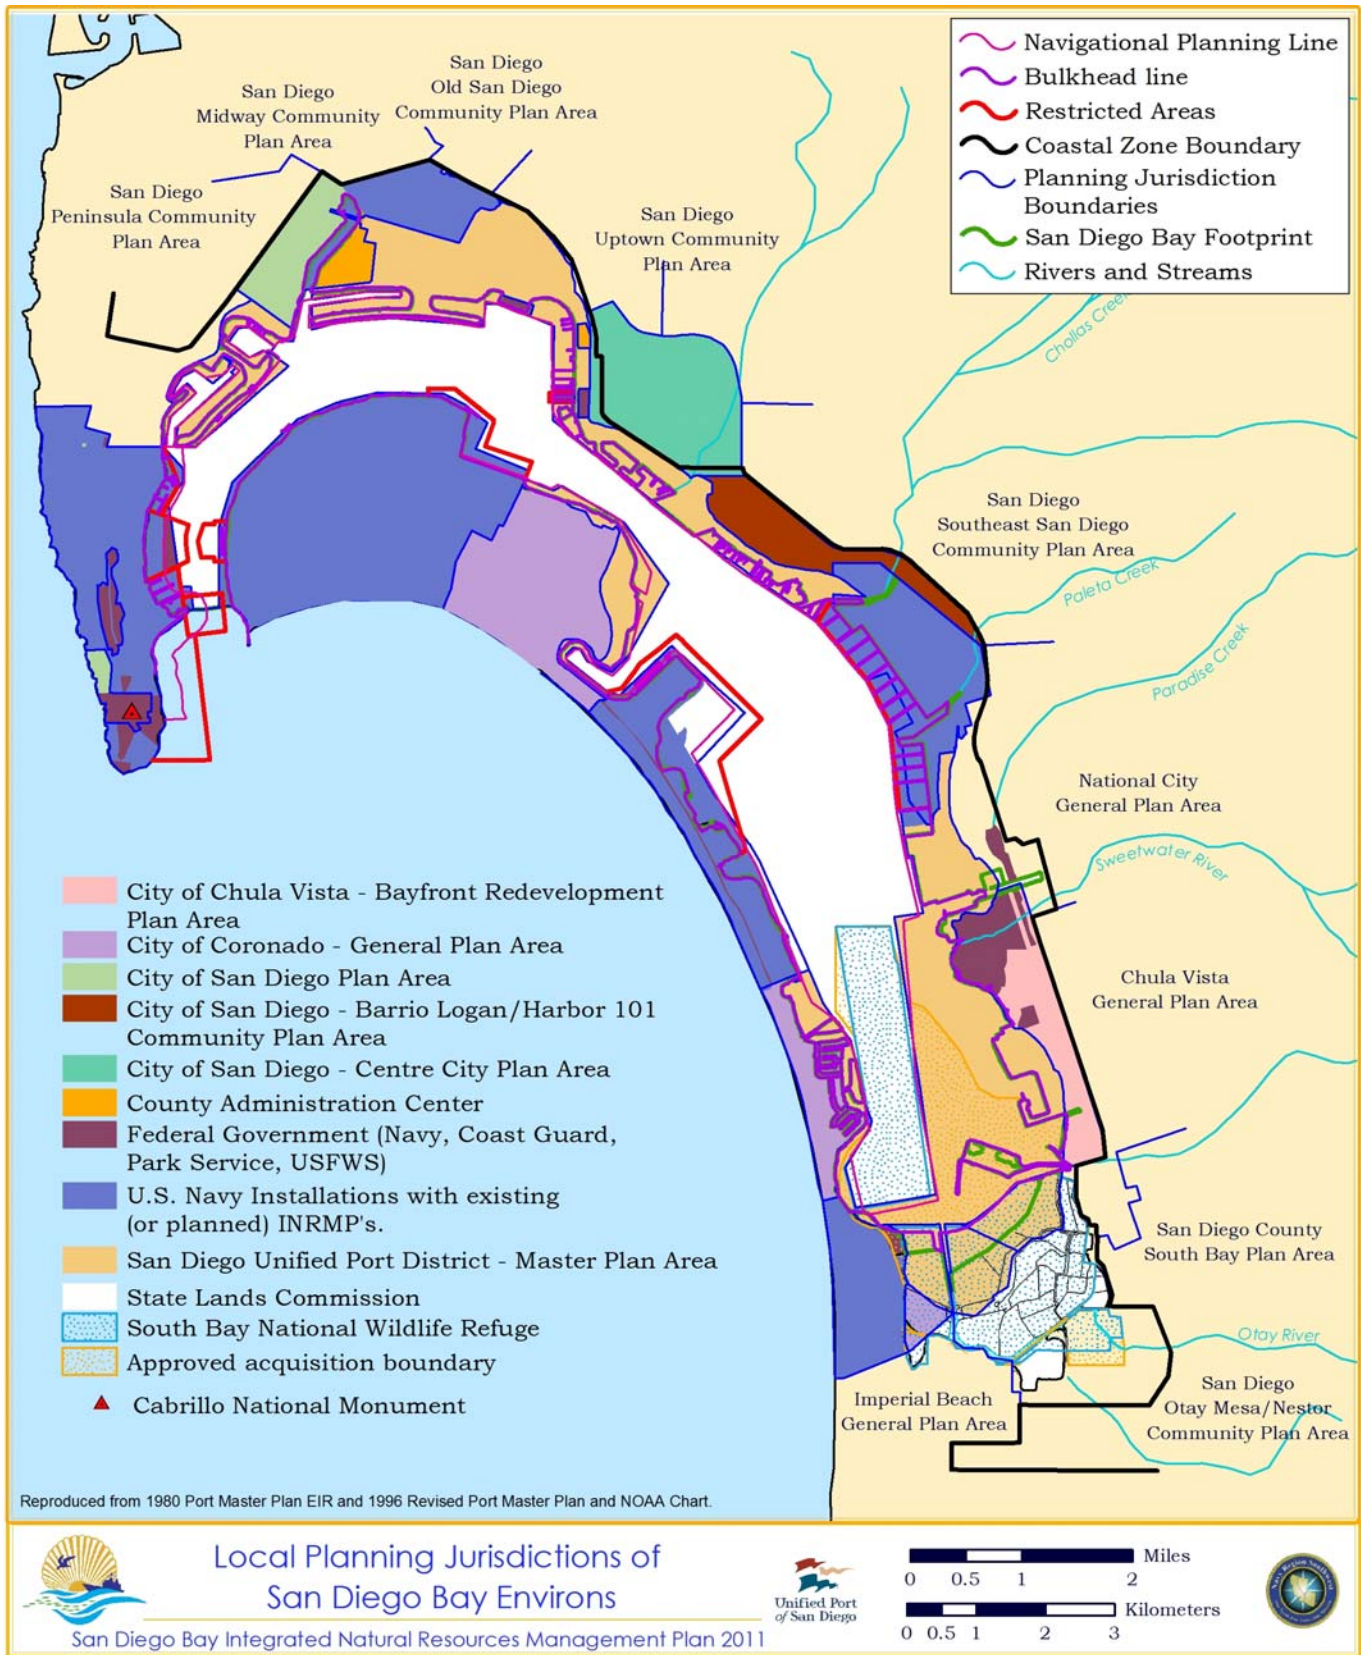 San Diego
Old San Diego
Community Plan Area
San Diego
Midway Community
Plan Area
San Diego
Peninsula Community
Plan Area
San Diego
Uptown Community
Plan Area
Navigational Planning Line
Bulkhead line
Restricted Areas
Coastal Zone Boundary
Planning Jurisdiction
Boundaries
San Diego Bay Footprint
Rivers and Streams
Chollas Creek
San Diego
Southeast San Diego
Community Plan Area
Paleta Creek
Paradise Creek
National City
General Plan Area
Sweetwater River
Chula Vista
General Plan Area
San Diego County
South Bay Plan Area
Otay River
San Diego
Otay Mesa/Nestor
Community Plan Area
Imperial Beach
General Plan Area
City of Chula Vista - Bayfront Redevelopment
Plan Area
City of Coronado - General Plan Area
City of San Diego Plan Area
City of San Diego - Barrio Logan/Harbor 101
Community Plan Area
City of San Diego - Centre City Plan Area
County Administration Center
Federal Government (Navy, Coast Guard,
Park Service, USFWS)
U.S. Navy Installations with existing
(or planned) INRMP's.
San Diego Unified Port District - Master Plan Area
State Lands Commission
South Bay National Wildlife Refuge
Approved acquisition boundary
Cabrillo National Monument
Reproduced from 1980 Port Master Plan EIR and 1996 Revised Port Master Plan and NOAA Chart.
Local Planning Jurisdictions of
San Diego Bay Environs
San Diego Bay Integrated Natural Resources Management Plan 2011
Unified Port
of San Diego
Miles
0 0.5 1 2
Kilometers
0 0.5 1 2 3
Navy Region Southwest